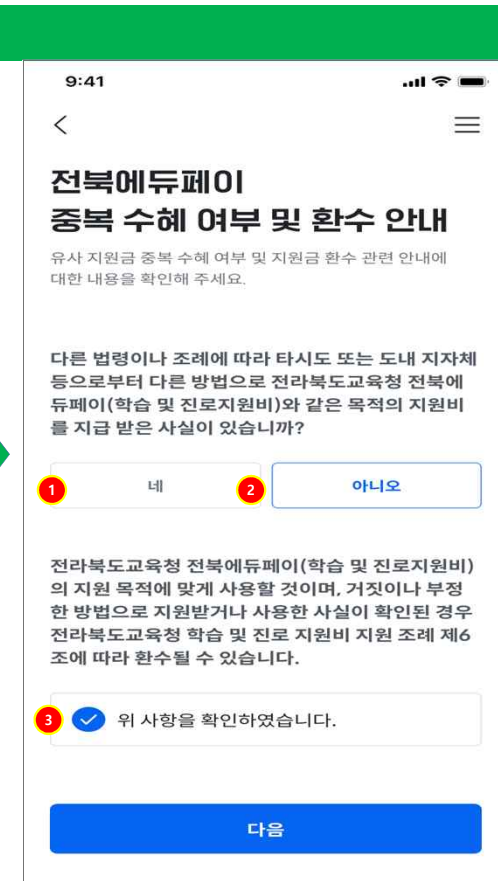 9:41
전북에듀페이
중복 수혜 여부 및 환수 안내
유사 지원금 중복 수혜 여부 및 지원금 환수 관련 안내에
대한 내용을 확인해 주세요.
다른 법령이나 조례에 따라 타시도 또는 도내 지자체
등으로부터 다른 방법으로 전라북도교육청 전북에
듀페이(학습 및 진로지원비)와 같은 목적의 지원비
를 지급 받은 사실이 있습니까?
1 네 2 아니오
전라북도교육청 전북에듀페이(학습 및 진로지원비)
의 지원 목적에 맞게 사용할 것이며, 거짓이나 부정
한 방법으로 지원받거나 사용한 사실이 확인된 경우
전라북도교육청 학습 및 진로 지원비 지원 조례 제6
조에 따라 환수될 수 있습니다.
3 위 사항을 확인하였습니다.
다음